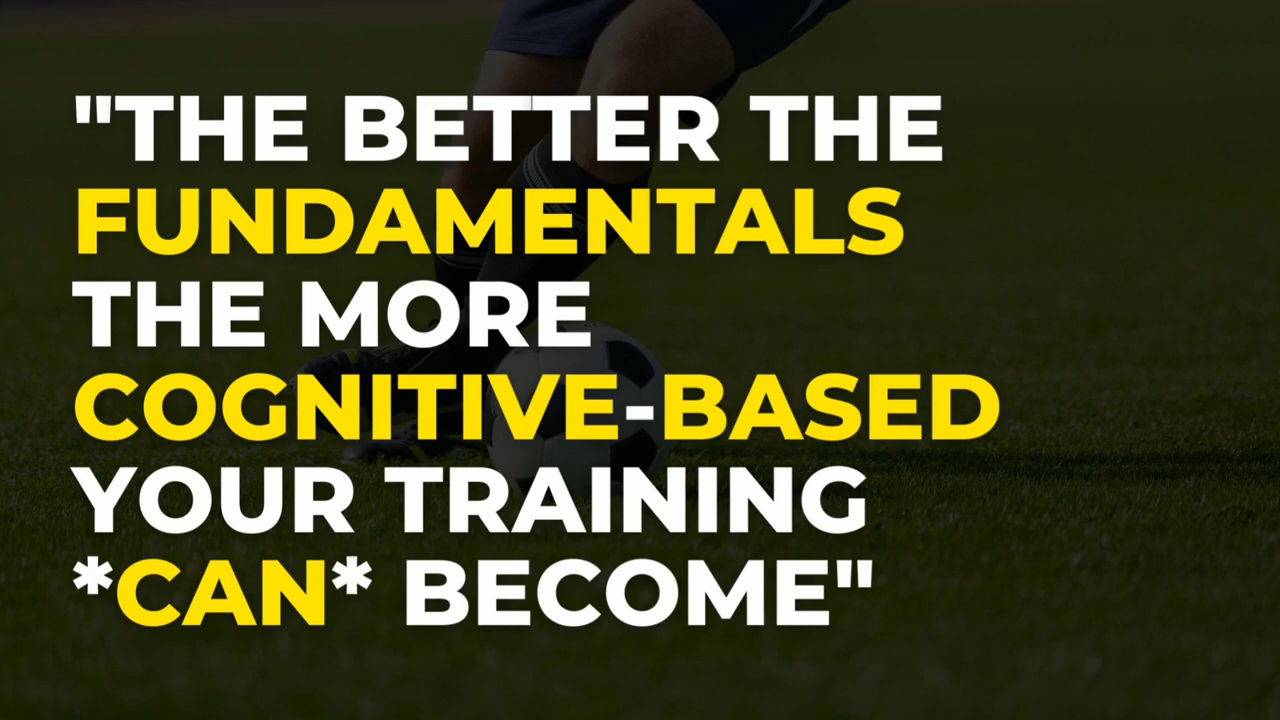 "THE BETTER THE
FUNDAMENTALS
THE MORE
COGNITIVE-BASED
YOUR TRAINING
*CAN* BECOME"